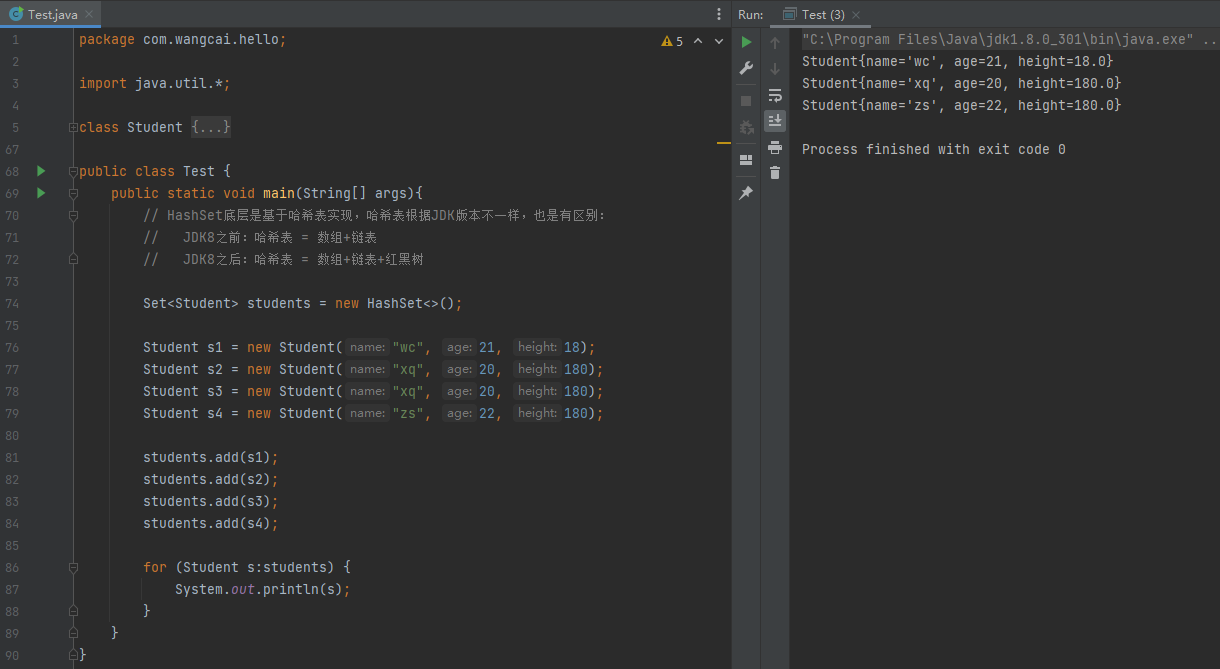 Test.java
Run: Test (3)
1 package com.wangcai.hello;
5
2
3 import java.util.*;
4
5 class Student {...}
67
68 public class Test {
69 public static void main(String[] args){
70 // HashSet底层是基于哈希表实现，哈希表根据JDK版本不一样，也是有区别：
71 // JDK8之前：哈希表 = 数组+链表
72 // JDK8之后：哈希表 = 数组+链表+红黑树
73
74 Set<Student> students = new HashSet<>();
75
76 Student s1 = new Student( name: "wc", age: 21, height: 18);
77 Student s2 = new Student( name: "xq", age: 20, height: 180);
78 Student s3 = new Student( name: "xq", age: 20, height: 180);
79 Student s4 = new Student( name: "zs", age: 22, height: 180);
80
81 students.add(s1);
82 students.add(s2);
83 students.add(s3);
84 students.add(s4);
85
86 for (Student s:students) {
87 System.out.println(s);
88 }
89 }
90 }
"C:\Program Files\Java\jdk1.8.0_301\bin\java.exe" ..
Student{name='wc', age=21, height=18.0}
Student{name='xq', age=20, height=180.0}
Student{name='zs', age=22, height=180.0}
Process finished with exit code 0